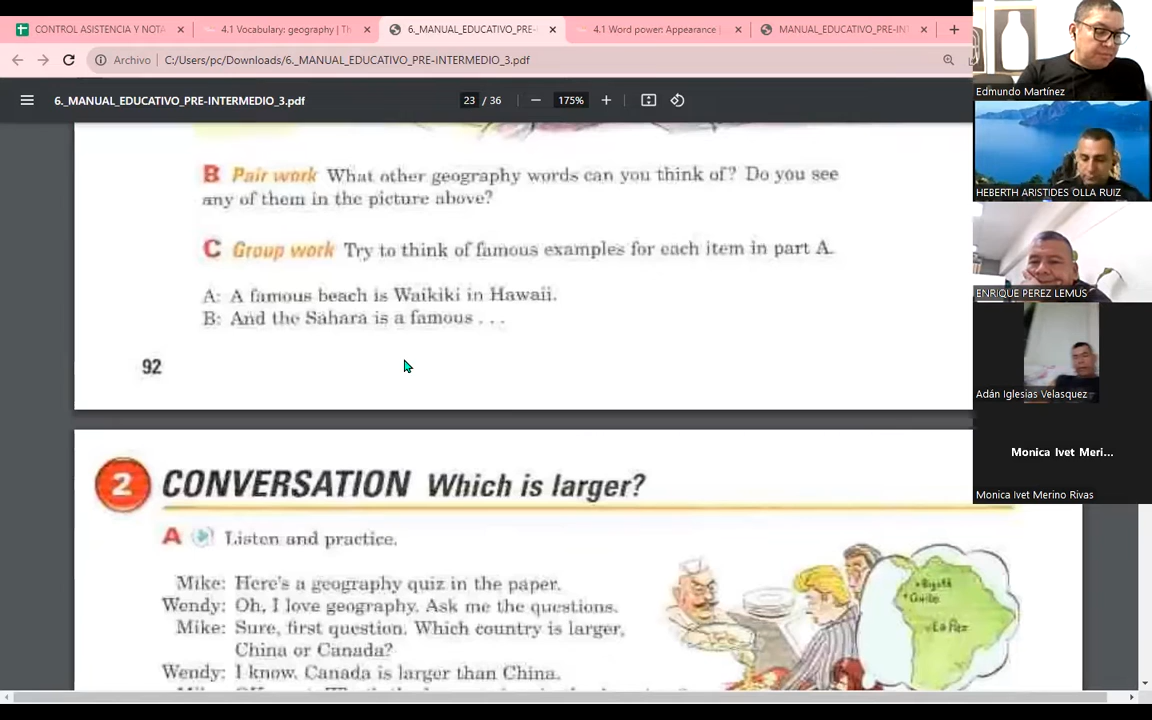 CONTROL ASISTENCIA Y NOTA
4.1 Vocabulary: geography | Th
6._MANUAL_EDUCATIVO_PRE-
4.1 Word power: Appearance |
MANUAL_EDUCATIVO_PRE-IN
Archivo
C:/Users/pc/Downloads/6._MANUAL_EDUCATIVO_PRE-INTERMEDIO_3.pdf
6._MANUAL_EDUCATIVO_PRE-INTERMEDIO_3.pdf
23 / 36
175%
B Pair work What other geography words can you think of? Do you see
any of them in the picture above?
C Group work Try to think of famous examples for each item in part A.
A: A famous beach is Waikiki in Hawaii.
B: And the Sahara is a famous . . .
92
2 CONVERSATION Which is larger?
A Listen and practice.
Mike: Here's a geography quiz in the paper.
Wendy: Oh, I love geography. Ask me the questions.
Mike: Sure, first question. Which country is larger,
China or Canada?
Wendy: I know. Canada is larger than China.
Bogotá
Quito
La Paz
Edmundo Martínez
HEBERTH ARISTIDES OLLA RUIZ
ENRIQUE PEREZ LEMUS
Adán Iglesias Velasquez
Monica Ivet Meri...
Monica Ivet Merino Rivas